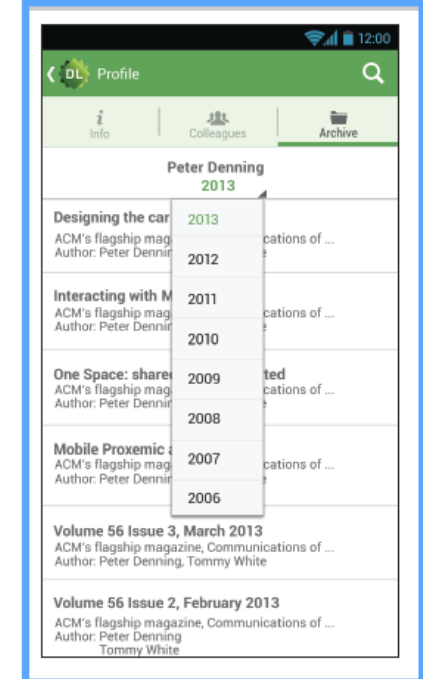 12:00
DL Profile
i
Info
Colleagues
Archive
Peter Denning
2013
Designing the car
ACM's flagship mag
cations of ...
Author: Peter Dennin
2013
2012
2011
2010
2009
2008
2007
2006
Interacting with M
ACM's flagship mag
cations of ...
Author: Peter Dennin
One Space: share
ted
ACM's flagship mag
cations of ...
Author: Peter Dennin
Mobile Proxemic a
ACM's flagship mag
cations of ...
Author: Peter Dennin
Volume 56 Issue 3, March 2013
ACM's flagship magazine, Communications of ...
Author: Peter Denning, Tommy White
Volume 56 Issue 2, February 2013
ACM's flagship magazine, Communications of ...
Author: Peter Denning
Tommy White